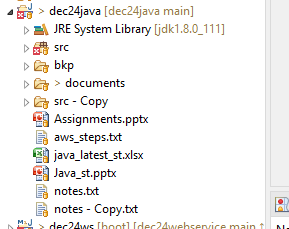 > dec24java [dec24java main]
JRE System Library [jdk1.8.0_111]
src
bkp
> documents
src - Copy
Assignments.pptx
aws_steps.txt
java_latest_st.xlsx
Java_st.pptx
notes.txt
notes - Copy.txt
> dec24ws [boot] [dec24webservice main